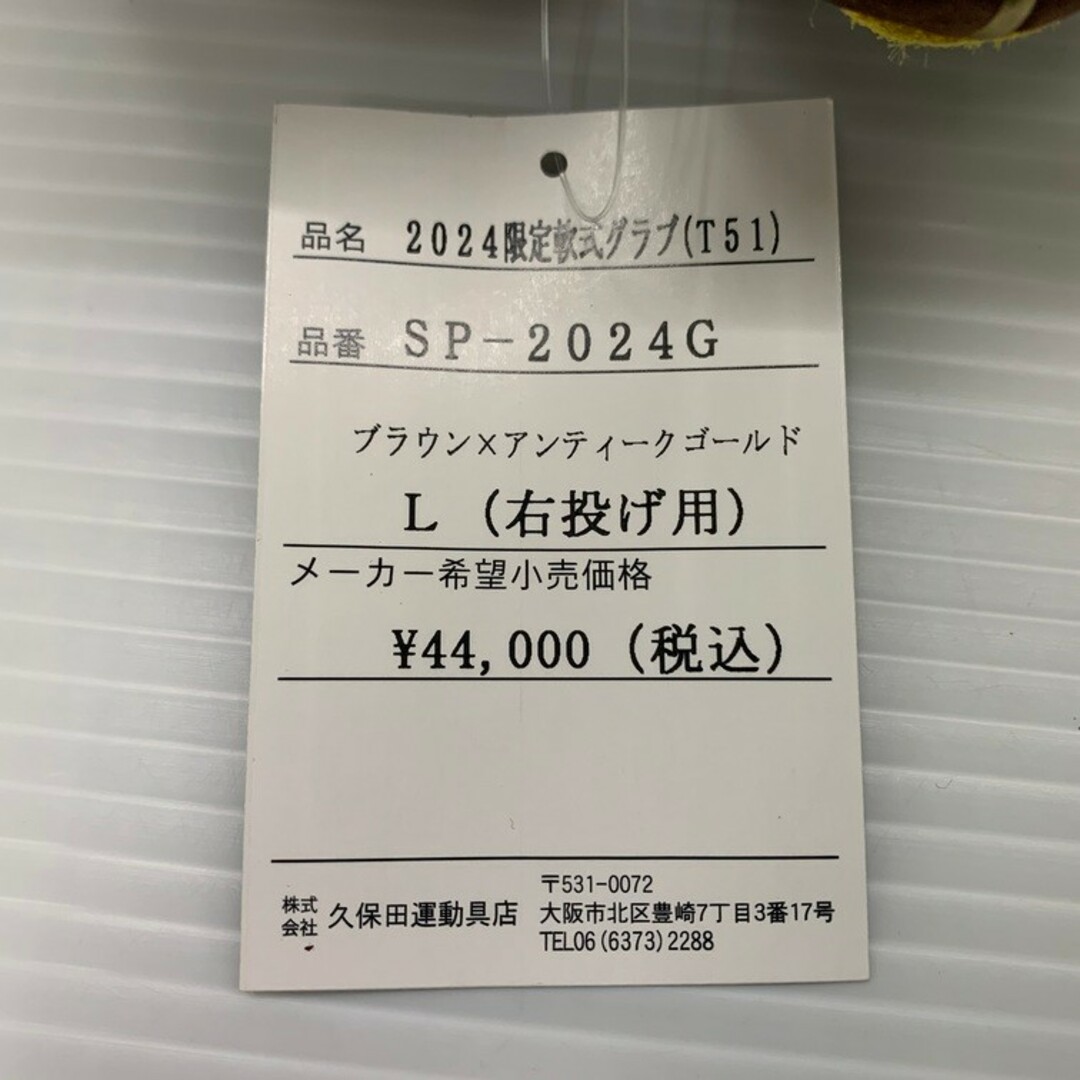 品名 2024限定軟式グラブ(T51)
品番 SP-2024G
ブラウン×アンティークゴールド
L (右投げ用)
メーカー希望小売価格
¥44,000 (税込)
株式会社 久保田運動具店
〒531-0072
大阪市北区豊崎7丁目3番17号
TEL06(6373)2288